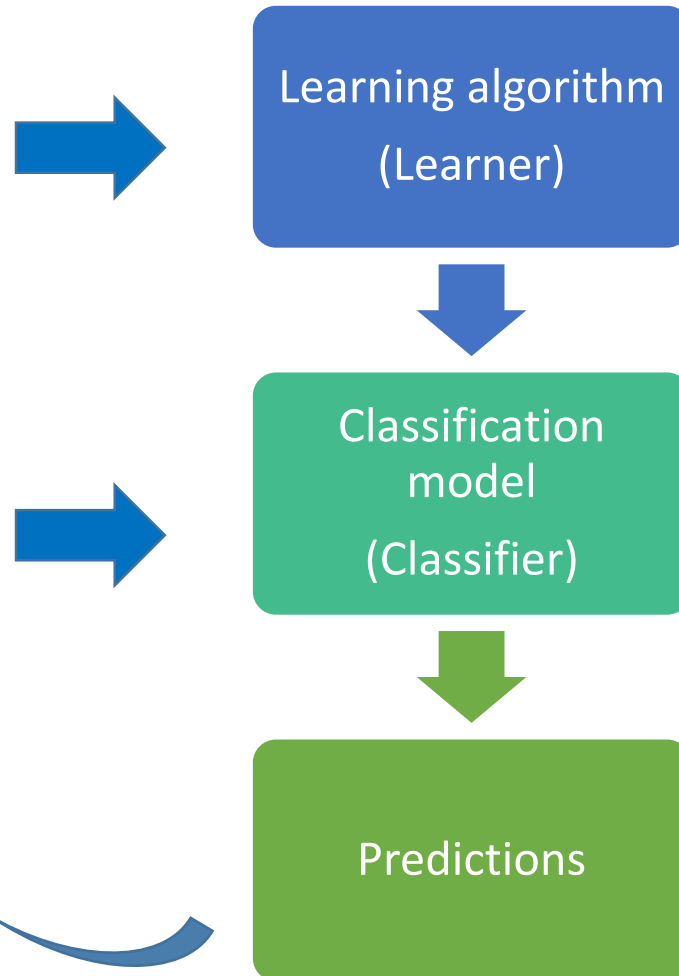 Learning algorithm
(Learner)
Classification
model
(Classifier)
Predictions